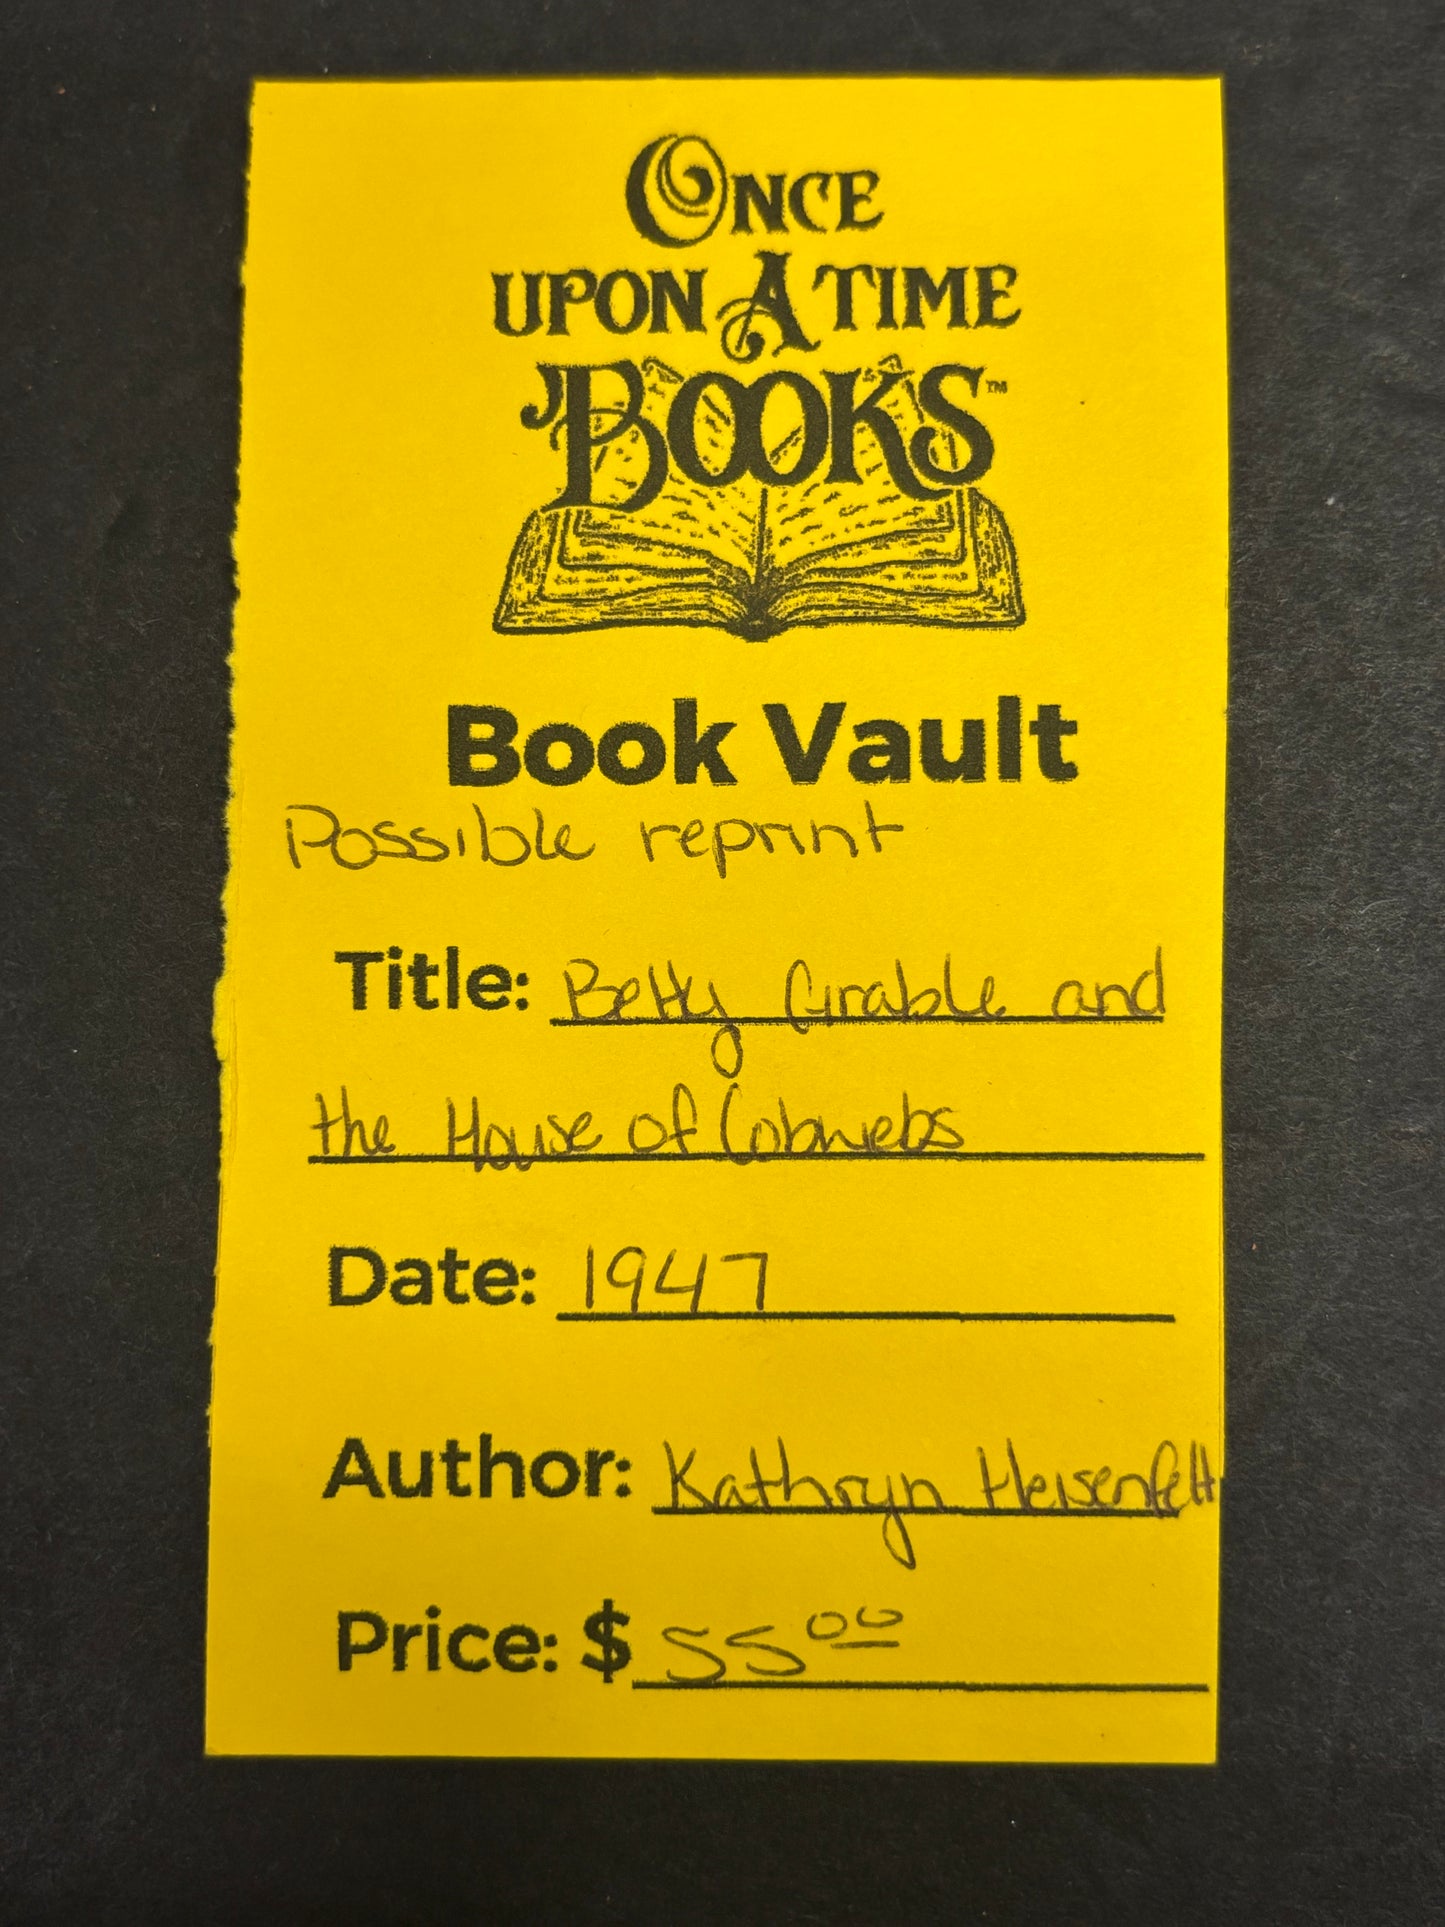 ONCE
UPON A TIME
BOOKS™
Book Vault
Possible reprint
Title: Betty Grable and
the House of Cobwebs
Date: 1947
Author: Kathryn Heisenfelt
Price: $55.00